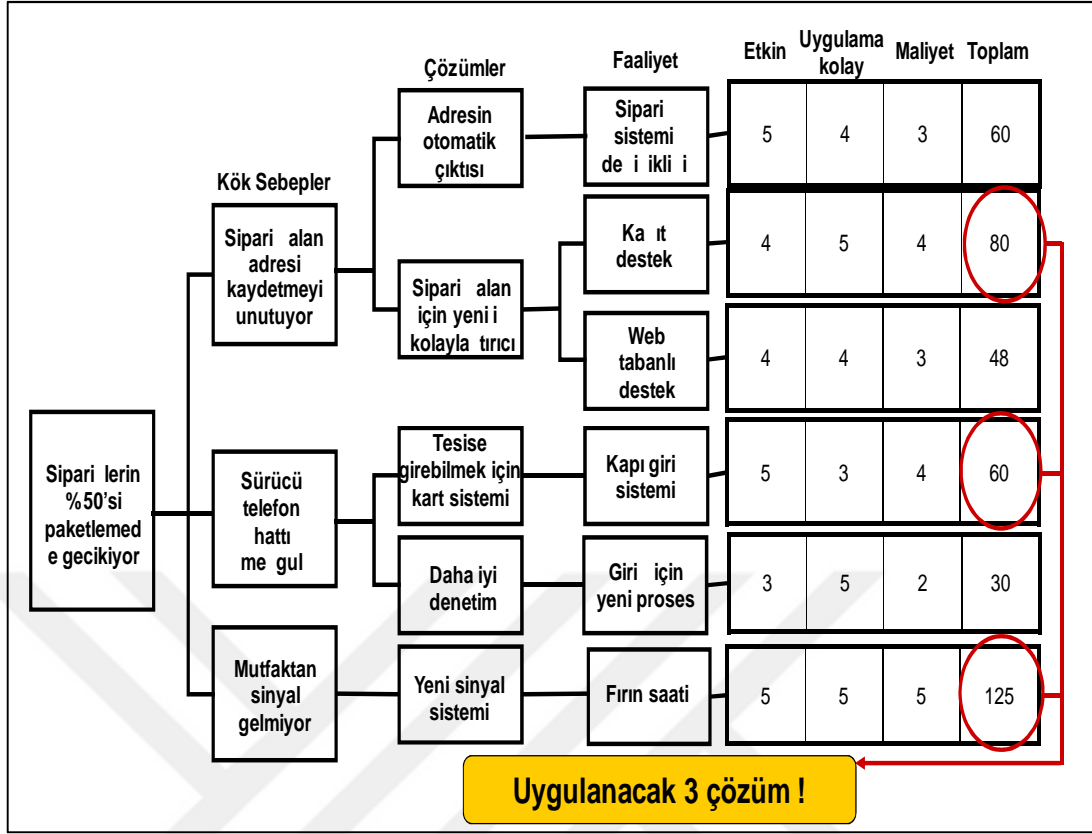 Etkin
Uygulama
kolay
Maliyet
Toplam
Çözümler
Faaliyet
Adresin
otomatik
çıktısı
Sipari
sistemi
de i ikli i
5 4 3 60
Kök Sebepler
Sipari alan
adresi
kaydetmeyi
unutuyor
Sipari alan
için yeni i
kolayla tırıcı
Ka ıt
destek
4 5 4 80
Web
tabanlı
destek
4 4 3 48
Sipari lerin
%50'si
paketlemed
e gecikiyor
Sürücü
telefon
hattı
me gul
Tesise
girebilmek için
kart sistemi
Kapı giri
sistemi
5 3 4 60
Daha iyi
denetim
Giri için
yeni proses
3 5 2 30
Mutfaktan
sinyal
gelmiyor
Yeni sinyal
sistemi
Fırın saati
5 5 5 125
Uygulanacak 3 çözüm !